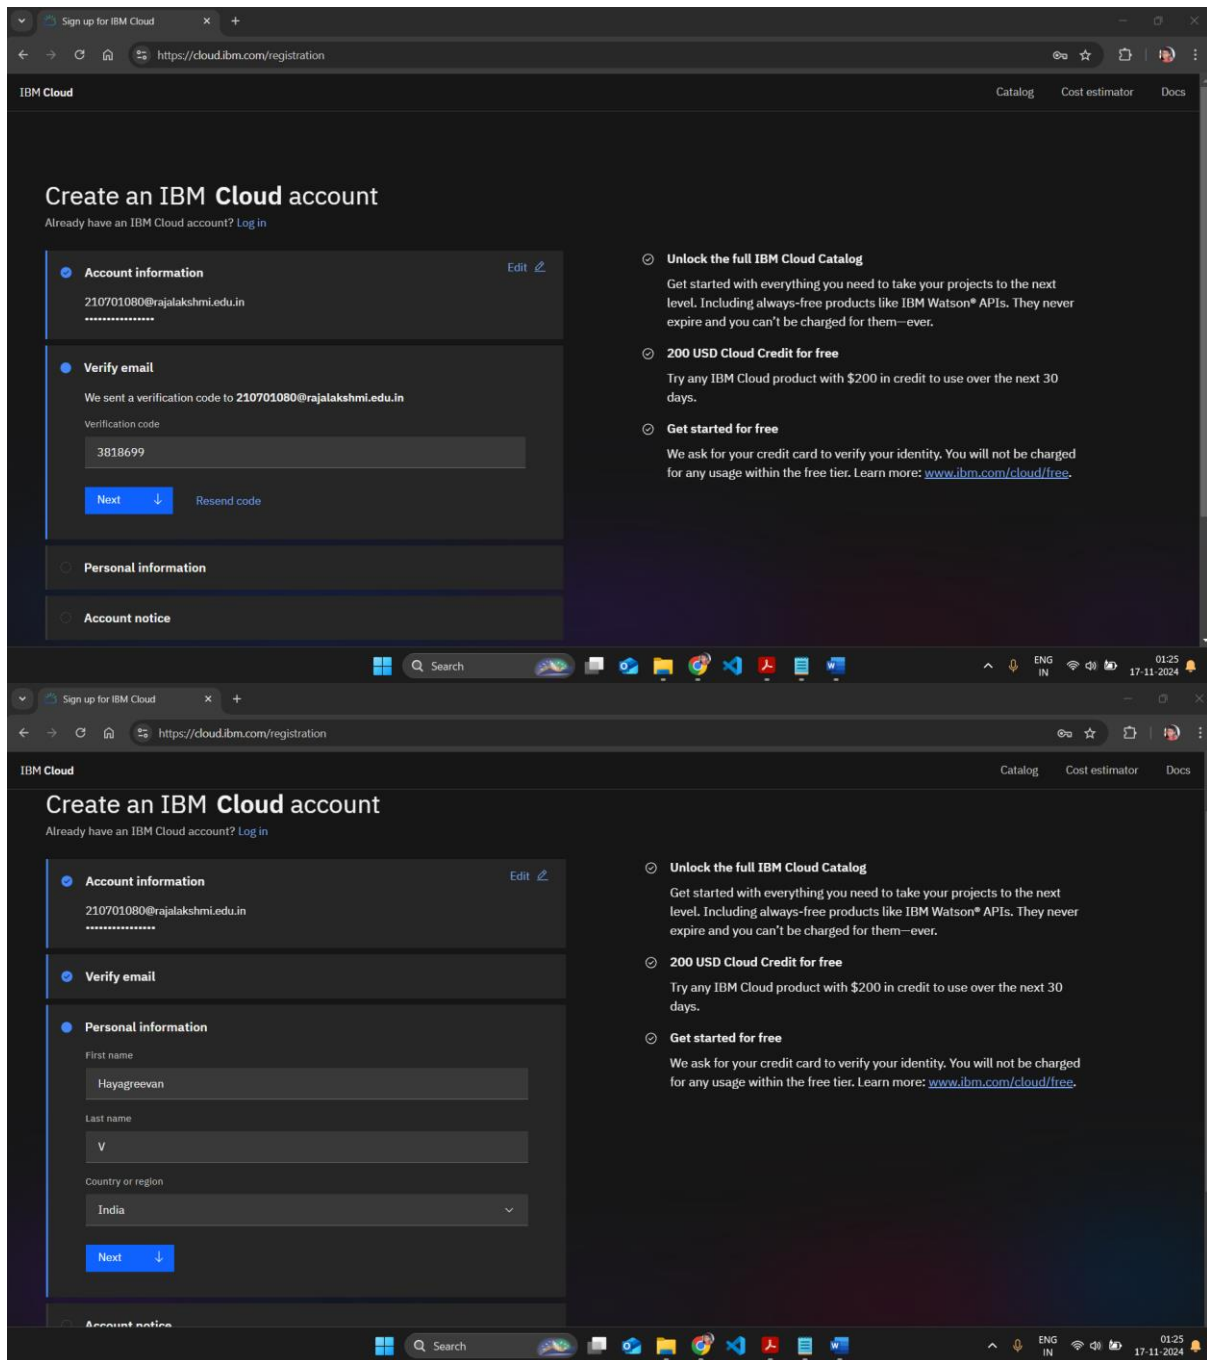 Sign up for IBM Cloud
https://cloud.ibm.com/registration
IBM Cloud
Catalog Cost estimator Docs
Create an IBM Cloud account
Already have an IBM Cloud account? Log in
Account information
Edit
210701080@rajalakshmi.edu.in
••••••••••••••••
Verify email
We sent a verification code to 210701080@rajalakshmi.edu.in
Verification code
3818699
Next Resend code
Personal information
Account notice
Unlock the full IBM Cloud Catalog
Get started with everything you need to take your projects to the next
level. Including always-free products like IBM Watson® APIs. They never
expire and you can't be charged for them—ever.
200 USD Cloud Credit for free
Try any IBM Cloud product with $200 in credit to use over the next 30
days.
Get started for free
We ask for your credit card to verify your identity. You will not be charged
for any usage within the free tier. Learn more: www.ibm.com/cloud/free.
Search
ENG
IN
01:25
17-11-2024
Sign up for IBM Cloud
https://cloud.ibm.com/registration
IBM Cloud
Catalog Cost estimator Docs
Create an IBM Cloud account
Already have an IBM Cloud account? Log in
Account information
Edit
210701080@rajalakshmi.edu.in
••••••••••••••••
Verify email
Personal information
First name
Hayagreevan
Last name
V
Country or region
India
Next
Account notice
Unlock the full IBM Cloud Catalog
Get started with everything you need to take your projects to the next
level. Including always-free products like IBM Watson® APIs. They never
expire and you can't be charged for them—ever.
200 USD Cloud Credit for free
Try any IBM Cloud product with $200 in credit to use over the next 30
days.
Get started for free
We ask for your credit card to verify your identity. You will not be charged
for any usage within the free tier. Learn more: www.ibm.com/cloud/free.
Search
ENG
IN
01:25
17-11-2024